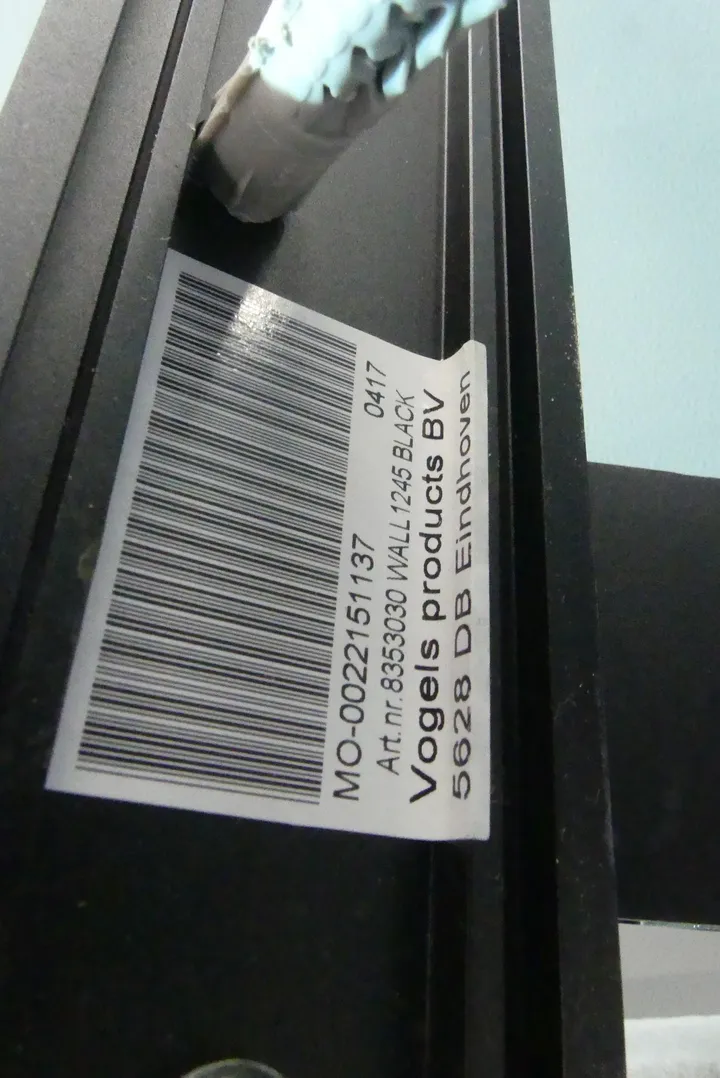 MO-0022151137 0417
Art.nr.8353030 WALL 1245 BLACK
Vogels products BV
5628 DB Eindhoven